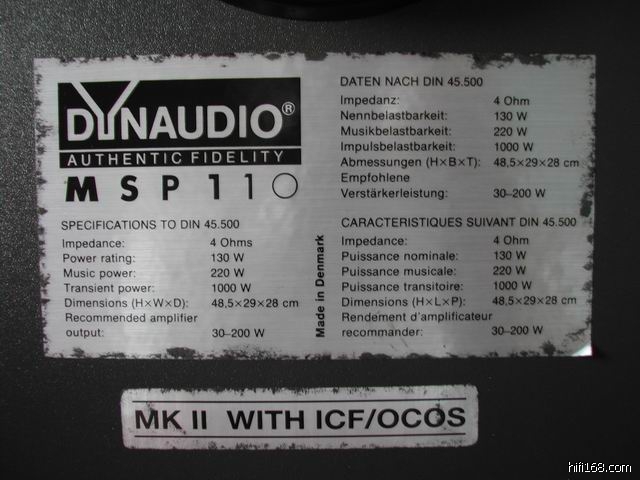 DYNAUDIO®
AUTHENTIC FIDELITY
MSP 110
SPECIFICATIONS TO DIN 45.500
Impedance: 4 Ohms
Power rating: 130 W
Music power: 220 W
Transient power: 1000 W
Dimensions (H×W×D): 48,5×29×28 cm
Recommended amplifier
output: 30–200 W
Made in Denmark
DATEN NACH DIN 45.500
Impedanz: 4 Ohm
Nennbelastbarkeit: 130 W
Musikbelastbarkeit: 220 W
Impulsbelastbarkeit: 1000 W
Abmessungen (H×B×T): 48,5×29×28 cm
Empfohlene
Verstärkerleistung: 30–200 W
CARACTERISTIQUES SUIVANT DIN 45.500
Impedance: 4 Ohm
Puissance nominale: 130 W
Puissance musicale: 220 W
Puissance transitoire: 1000 W
Dimensions (H×L×P): 48,5×29×28 cm
Rendement d'amplificateur
recommander: 30–200 W
MK II WITH ICF/OCOS
hifi168.com